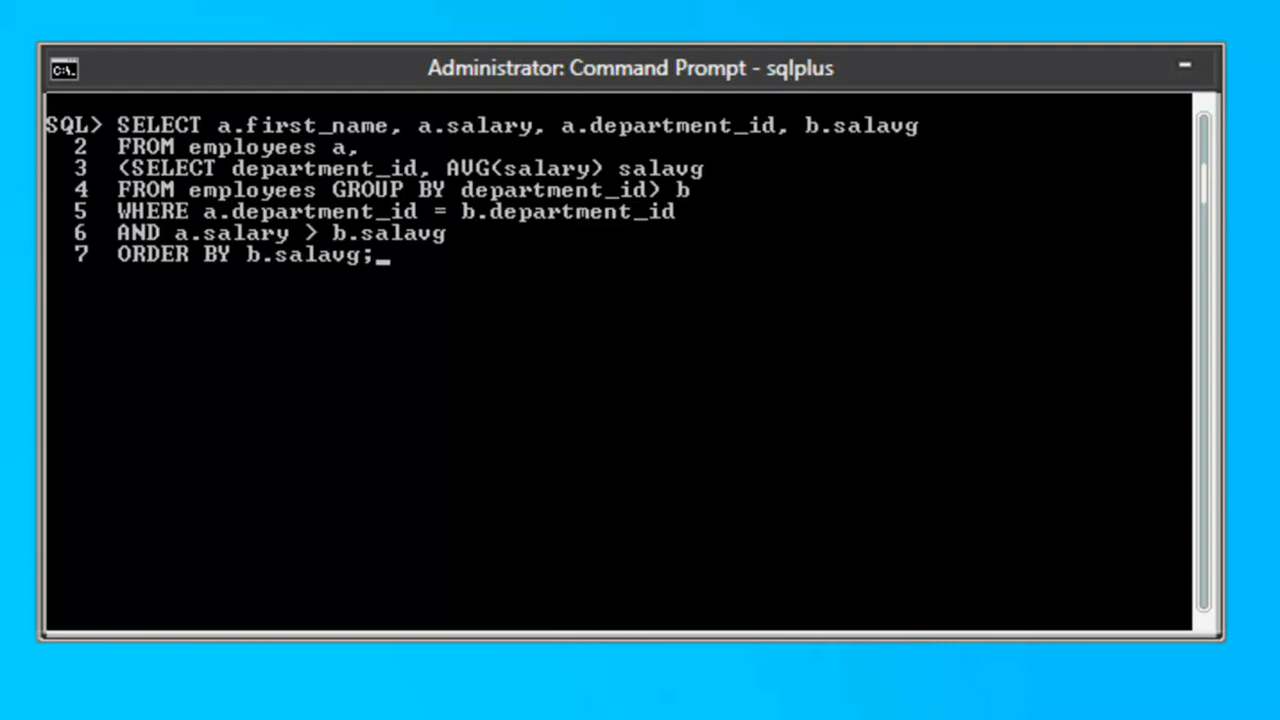 C:\.
Administrator: Command Prompt - sqlplus
SQL> SELECT a.first_name, a.salary, a.department_id, b.salavg
2 FROM employees a,
3 (SELECT department_id, AVG(salary) salavg
4 FROM employees GROUP BY department_id) b
5 WHERE a.department_id = b.department_id
6 AND a.salary > b.salavg
7 ORDER BY b.salavg;_